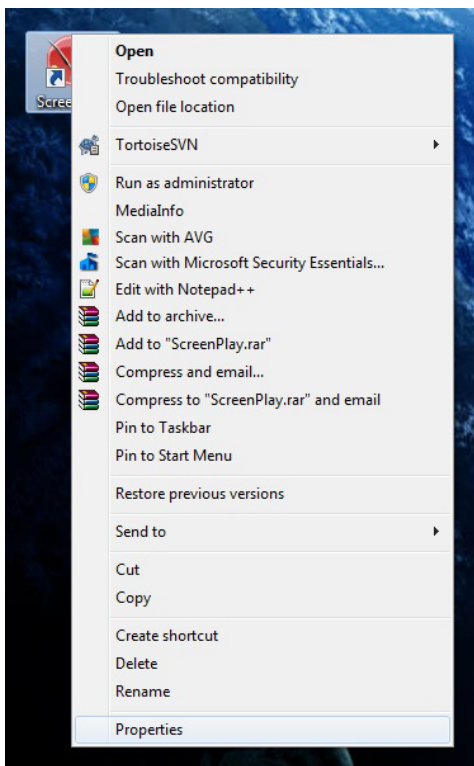 Scree
Open
Troubleshoot compatibility
Open file location
TortoiseSVN
Run as administrator
MediaInfo
Scan with AVG
Scan with Microsoft Security Essentials...
Edit with Notepad++
Add to archive...
Add to "ScreenPlay.rar"
Compress and email...
Compress to "ScreenPlay.rar" and email
Pin to Taskbar
Pin to Start Menu
Restore previous versions
Send to
Cut
Copy
Create shortcut
Delete
Rename
Properties